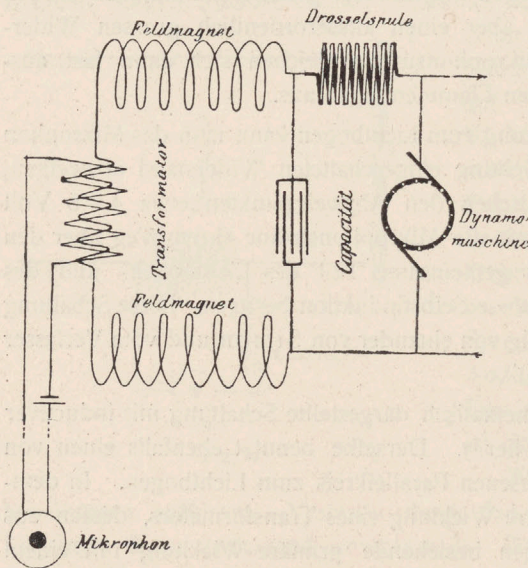 Feldmagnet
Drosselspule
Transformator
Capacität
Dynamo-
maschine
Feldmagnet
Mikrophon